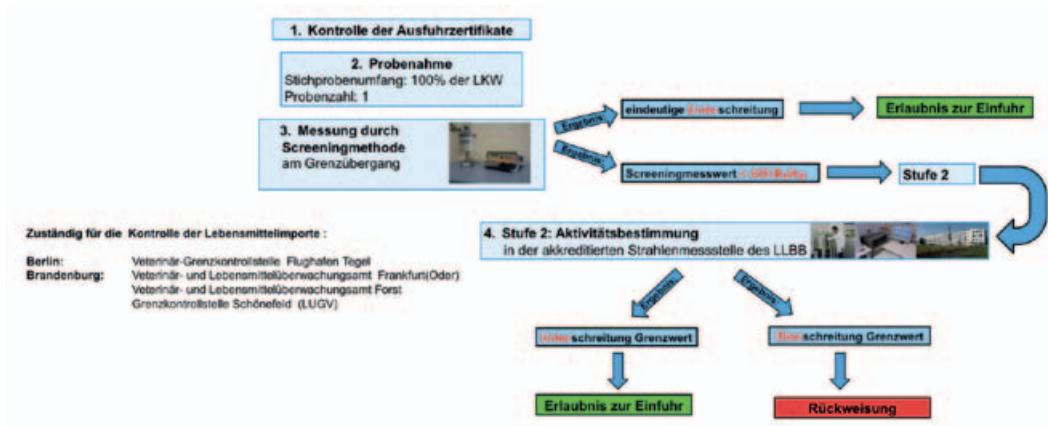 1. Kontrolle der Ausfuhrzertifikate
2. Probenahme
Stichprobenumfang: 100% der LKW
Probenzahl: 1
3. Messung durch
Screeningmethode
am Grenzübergang
Ergebnis:
eindeutige schreitung
Erlaubnis zur Einfuhr
Ergebnis:
Screeningmesswert
Stufe 2
4. Stufe 2: Aktivitätsbestimmung
in der akkreditierten Strahlenmessstelle des LLBB
Zuständig für die Kontrolle der Lebensmittelimporte :
Berlin: Veterinär-Grenzkontrollstelle Flughafen Tegel
Brandenburg: Veterinär- und Lebensmittelüberwachungsamt Frankfurt(Oder)
Veterinär- und Lebensmittelüberwachungsamt Forst
Grenzkontrollstelle Schönefeld (LUGV)
Ergebnis:
Ergebnis:
schreitung Grenzwert
schreitung Grenzwert
Erlaubnis zur Einfuhr
Rückweisung